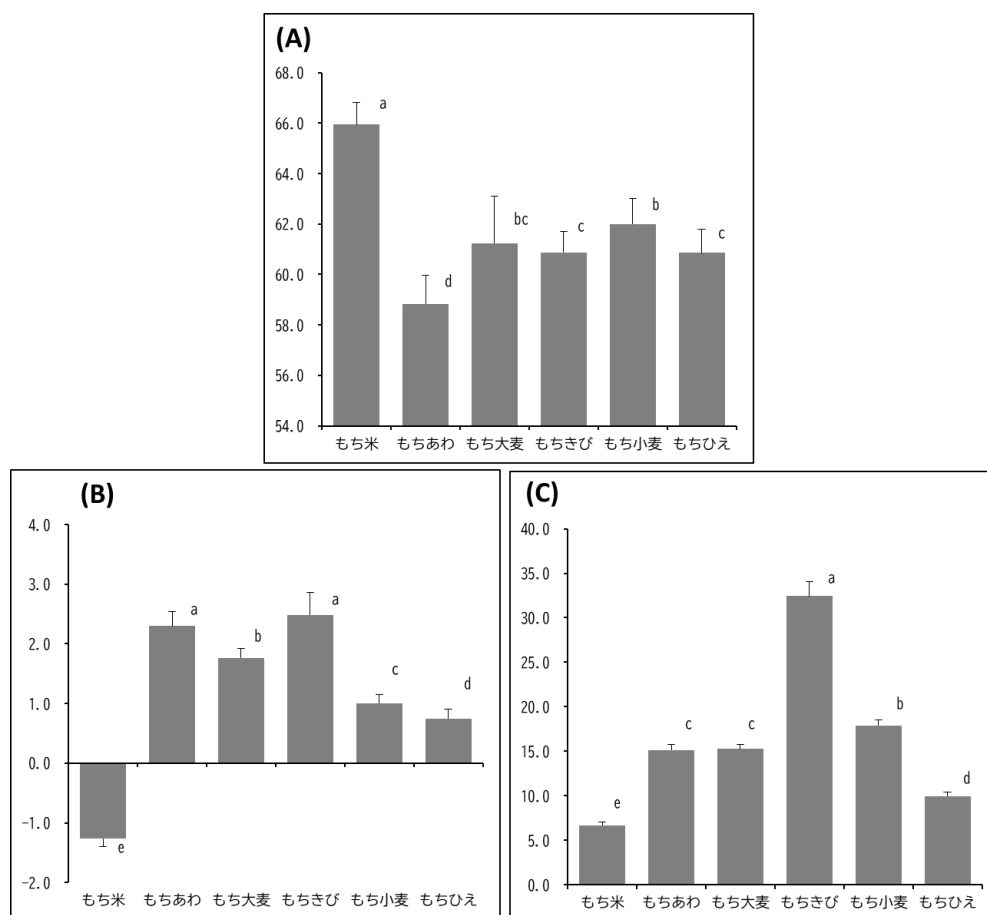 (A)
68.0
66.0
64.0
62.0
60.0
58.0
56.0
54.0
a
d
bc
c
b
c
もち米 もちあわ もち大麦 もちきび もち小麦 もちひえ
(B)
4.0
3.0
2.0
1.0
0.0
-1.0
-2.0
e
a
b
a
c
d
もち米 もちあわ もち大麦 もちきび もち小麦 もちひえ
(C)
40.0
35.0
30.0
25.0
20.0
15.0
10.0
5.0
0.0
e
c
c
a
b
d
もち米 もちあわ もち大麦 もちきび もち小麦 もちひえ